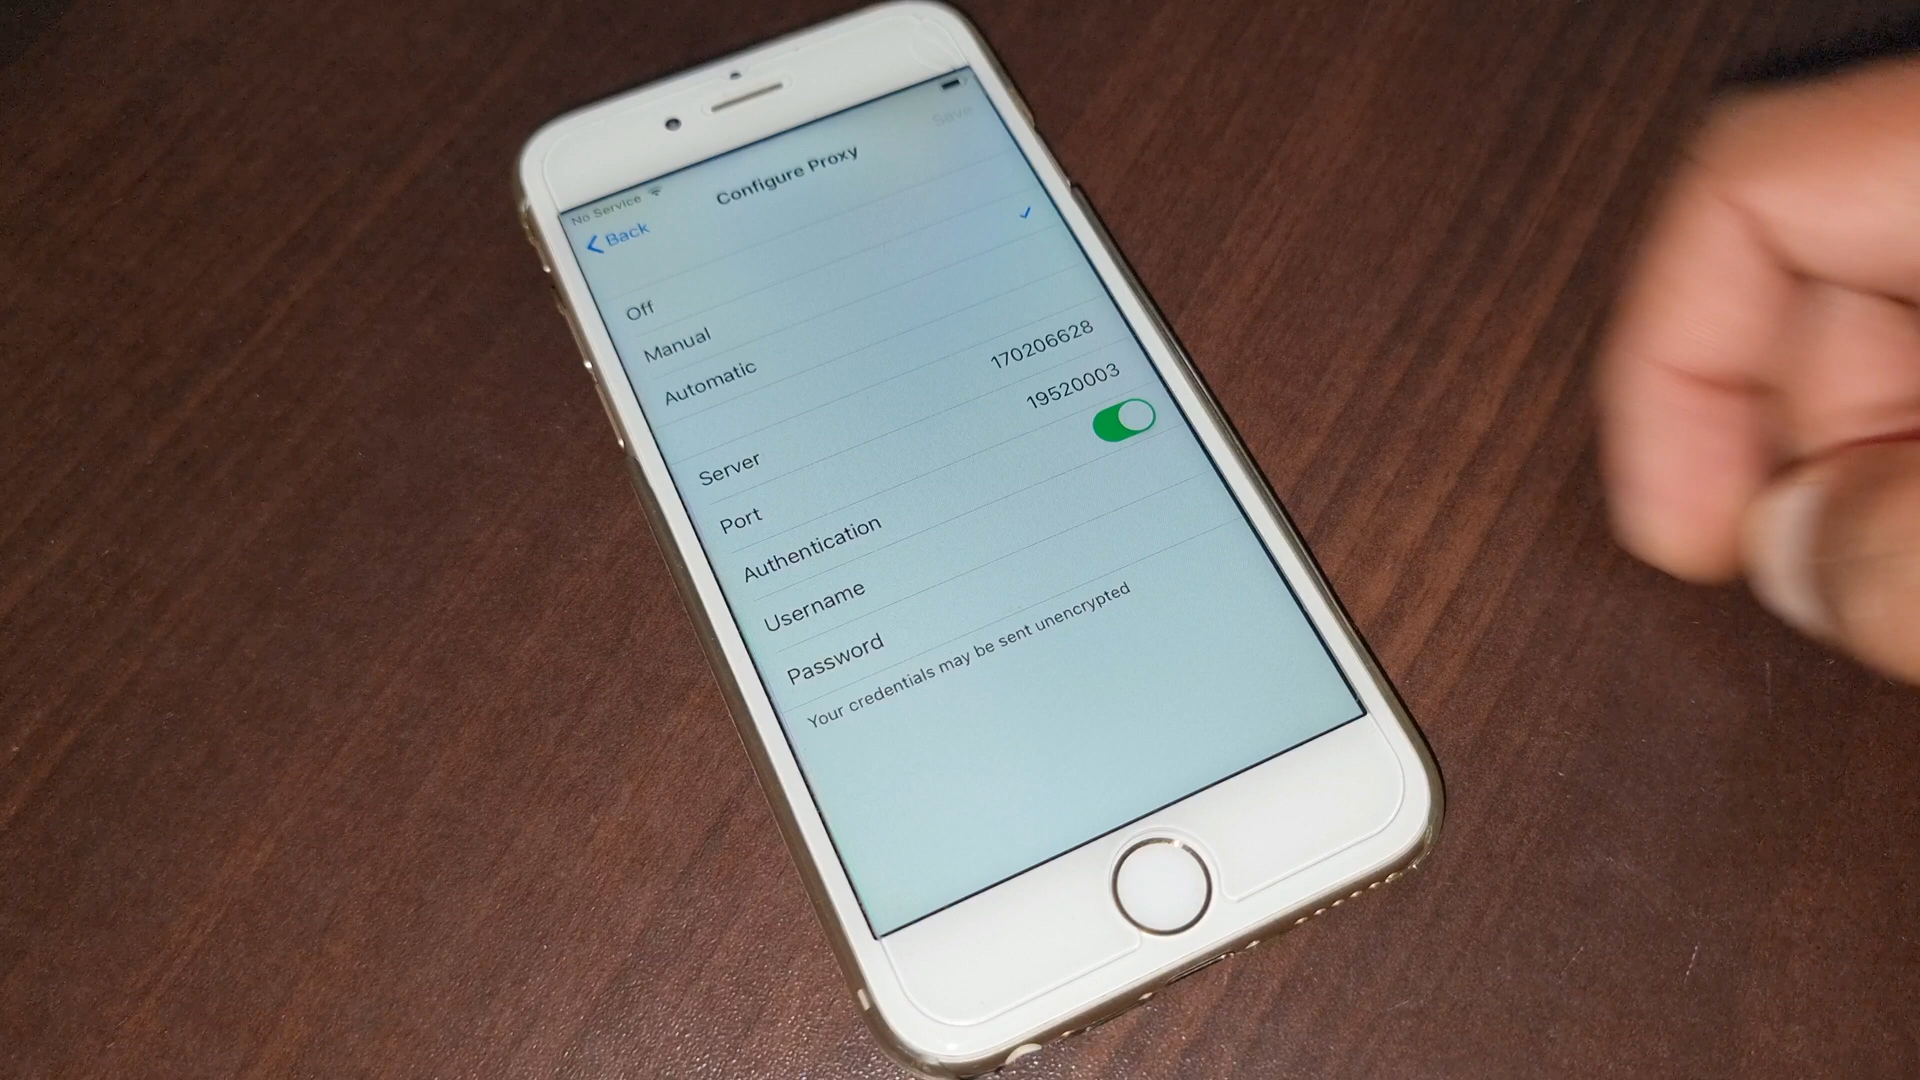 No Service
Back
Configure Proxy
Save
Off
Manual
Automatic
Server 170206628
Port 19520003
Authentication
Username
Password
Your credentials may be sent unencrypted